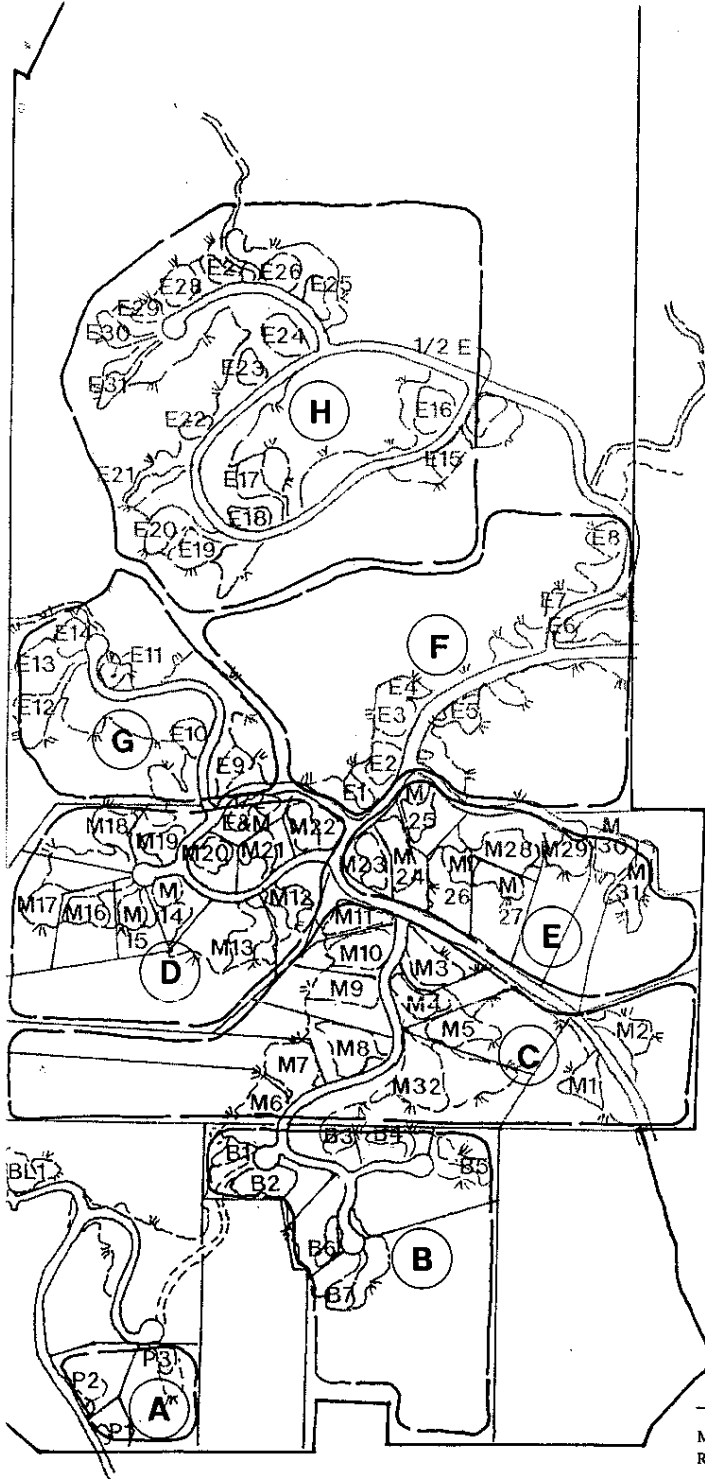 E27
E26
E28
E25
E29
E30
E24
1/2 E
E31
E23
H
E16
E22
E15
E21
E17
E18
E20
E19
E8
E7
E6
E14
E11
F
E13
E4
E12
E3
E5
G
E10
E2
E9
E1
M18
E&M
M22
M
25
M19
M20
M21
M23
M
24
M28
M29
M
30
M
26
M
27
M
31
M17
M16
M
15
M
14
M12
M11
M13
M10
E
D
M3
M9
M4
M5
M2
M8
C
M7
M32
M1
M6
B3
B4
B1
B5
BL1
B2
B6
B
B7
P3
P2
A
P1
M
R